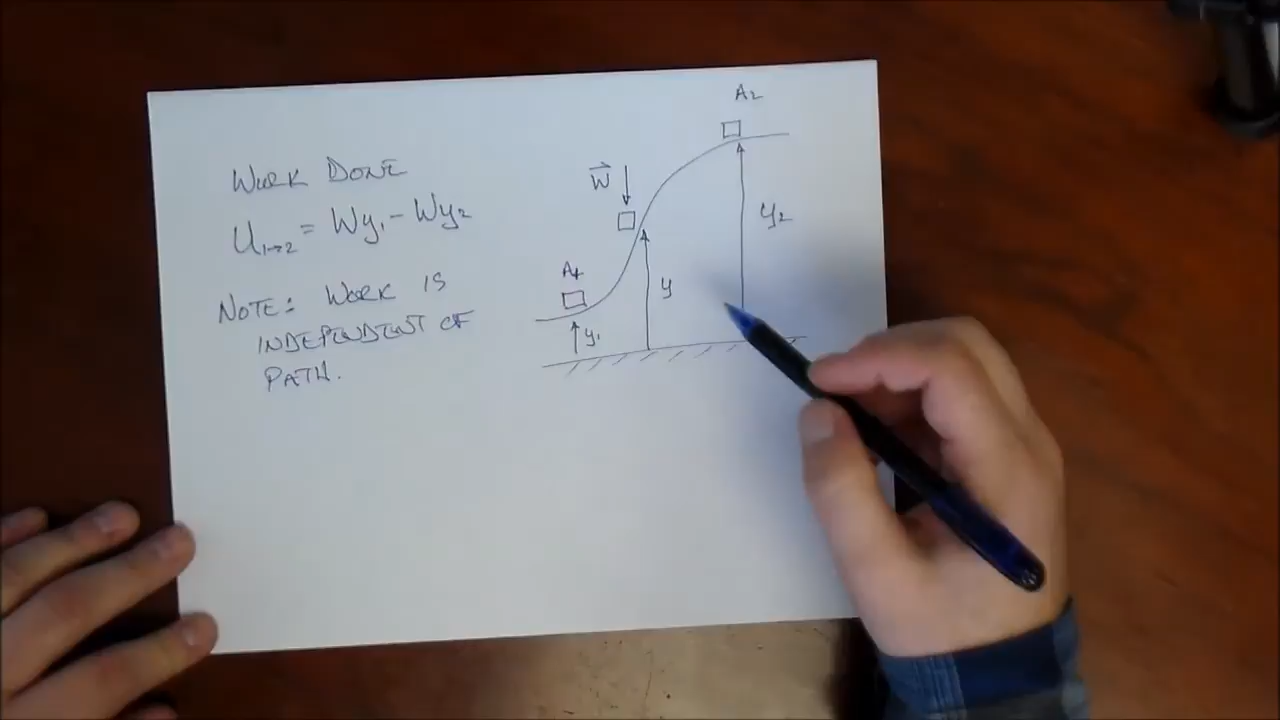 WORK DONE
U1→2 = Wy1 - Wy2
NOTE: WORK IS
INDEPENDENT OF
PATH.
A2
W
y2
A1
y
y1